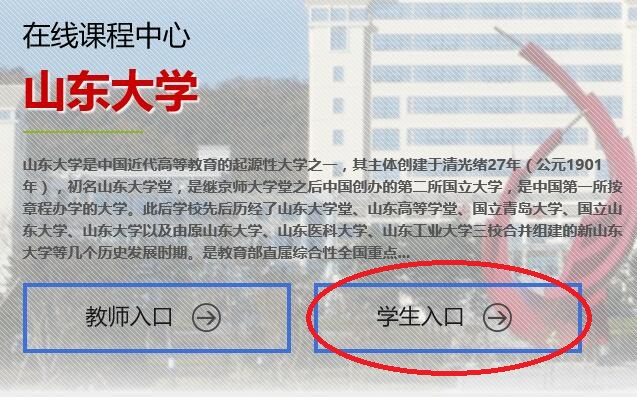 在线课程中心
山东大学
山东大学是中国近代高等教育的起源性大学之一，其主体创建于清光绪27年（公元1901
年），初名山东大学堂，是继京师大学堂之后中国创办的第二所国立大学，是中国第一所按
章程办学的大学。此后学校先后历经了山东大学堂、山东高等学堂、国立青岛大学、国立山
东大学、山东大学以及由原山东大学、山东医科大学、山东工业大学三校合并组建的新山东
大学等几个历史发展时期。是教育部直属综合性全国重点...
教师入口
学生入口